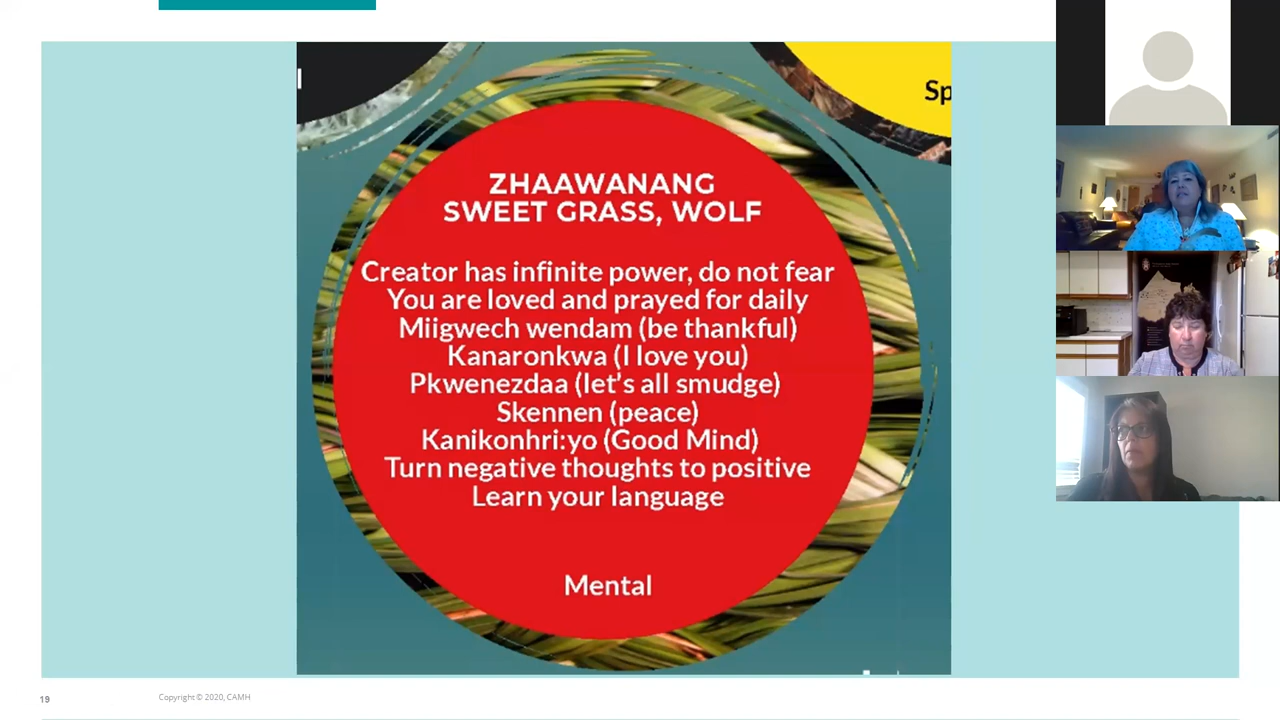 Sp
ZHAAWANANG
SWEET GRASS, WOLF
Creator has infinite power, do not fear
You are loved and prayed for daily
Miigwech wendam (be thankful)
Kanaronkwa (I love you)
Pkwenezdaa (let's all smudge)
Skennen (peace)
Kanikonhri:yo (Good Mind)
Turn negative thoughts to positive
Learn your language
Mental
19
Copyright © 2020, CAMH